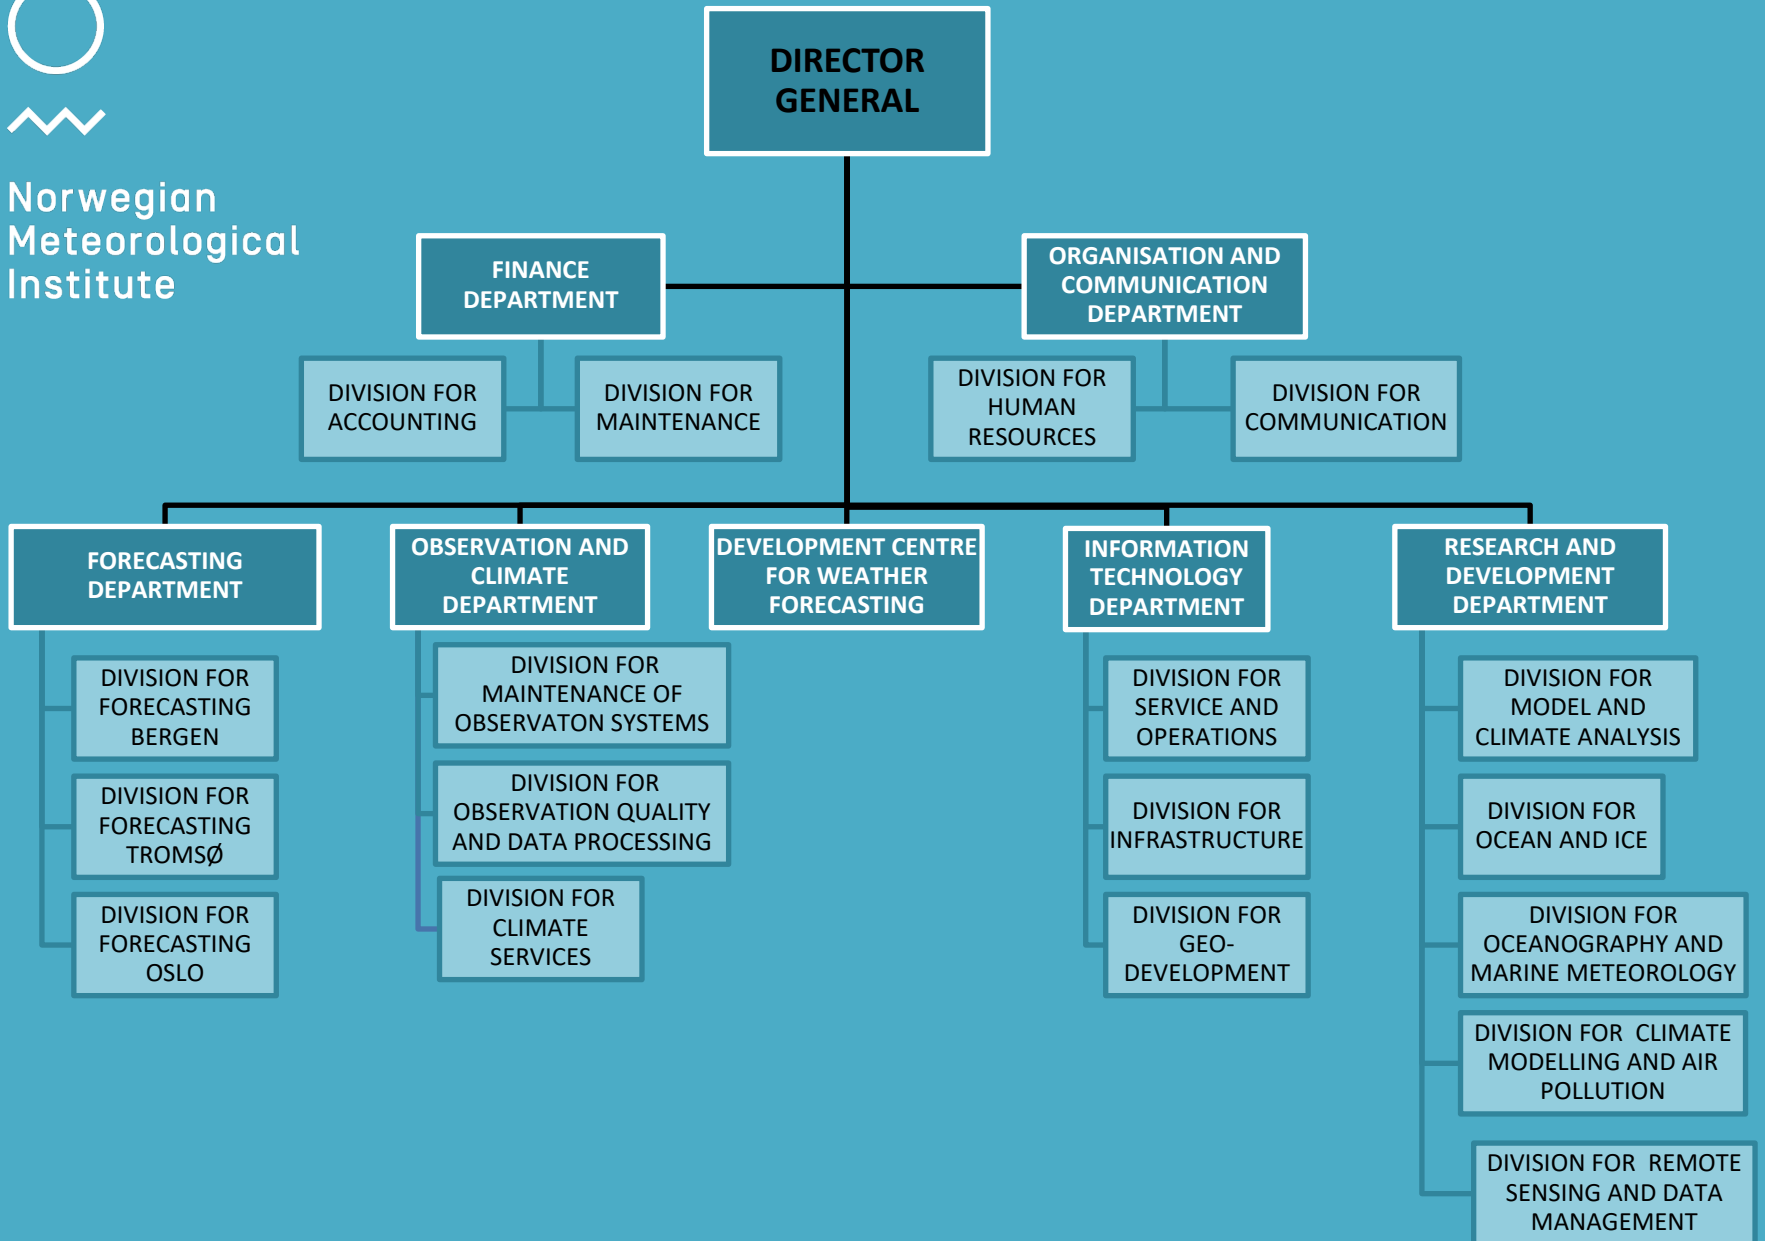 Norwegian
Meteorological
Institute
DIRECTOR
GENERAL
FINANCE
DEPARTMENT
ORGANISATION AND
COMMUNICATION
DEPARTMENT
DIVISION FOR
ACCOUNTING
DIVISION FOR
MAINTENANCE
DIVISION FOR
HUMAN
RESOURCES
DIVISION FOR
COMMUNICATION
FORECASTING
DEPARTMENT
DIVISION FOR
FORECASTING
BERGEN
DIVISION FOR
FORECASTING
TROMSØ
DIVISION FOR
FORECASTING
OSLO
OBSERVATION AND
CLIMATE
DEPARTMENT
DIVISION FOR
MAINTENANCE OF
OBSERVATON SYSTEMS
DIVISION FOR
OBSERVATION QUALITY
AND DATA PROCESSING
DIVISION FOR
CLIMATE
SERVICES
DEVELOPMENT CENTRE
FOR WEATHER
FORECASTING
INFORMATION
TECHNOLOGY
DEPARTMENT
DIVISION FOR
SERVICE AND
OPERATIONS
DIVISION FOR
INFRASTRUCTURE
DIVISION FOR
GEO-
DEVELOPMENT
RESEARCH AND
DEVELOPMENT
DEPARTMENT
DIVISION FOR
MODEL AND
CLIMATE ANALYSIS
DIVISION FOR
OCEAN AND ICE
DIVISION FOR
OCEANOGRAPHY AND
MARINE METEOROLOGY
DIVISION FOR CLIMATE
MODELLING AND AIR
POLLUTION
DIVISION FOR REMOTE
SENSING AND DATA
MANAGEMENT